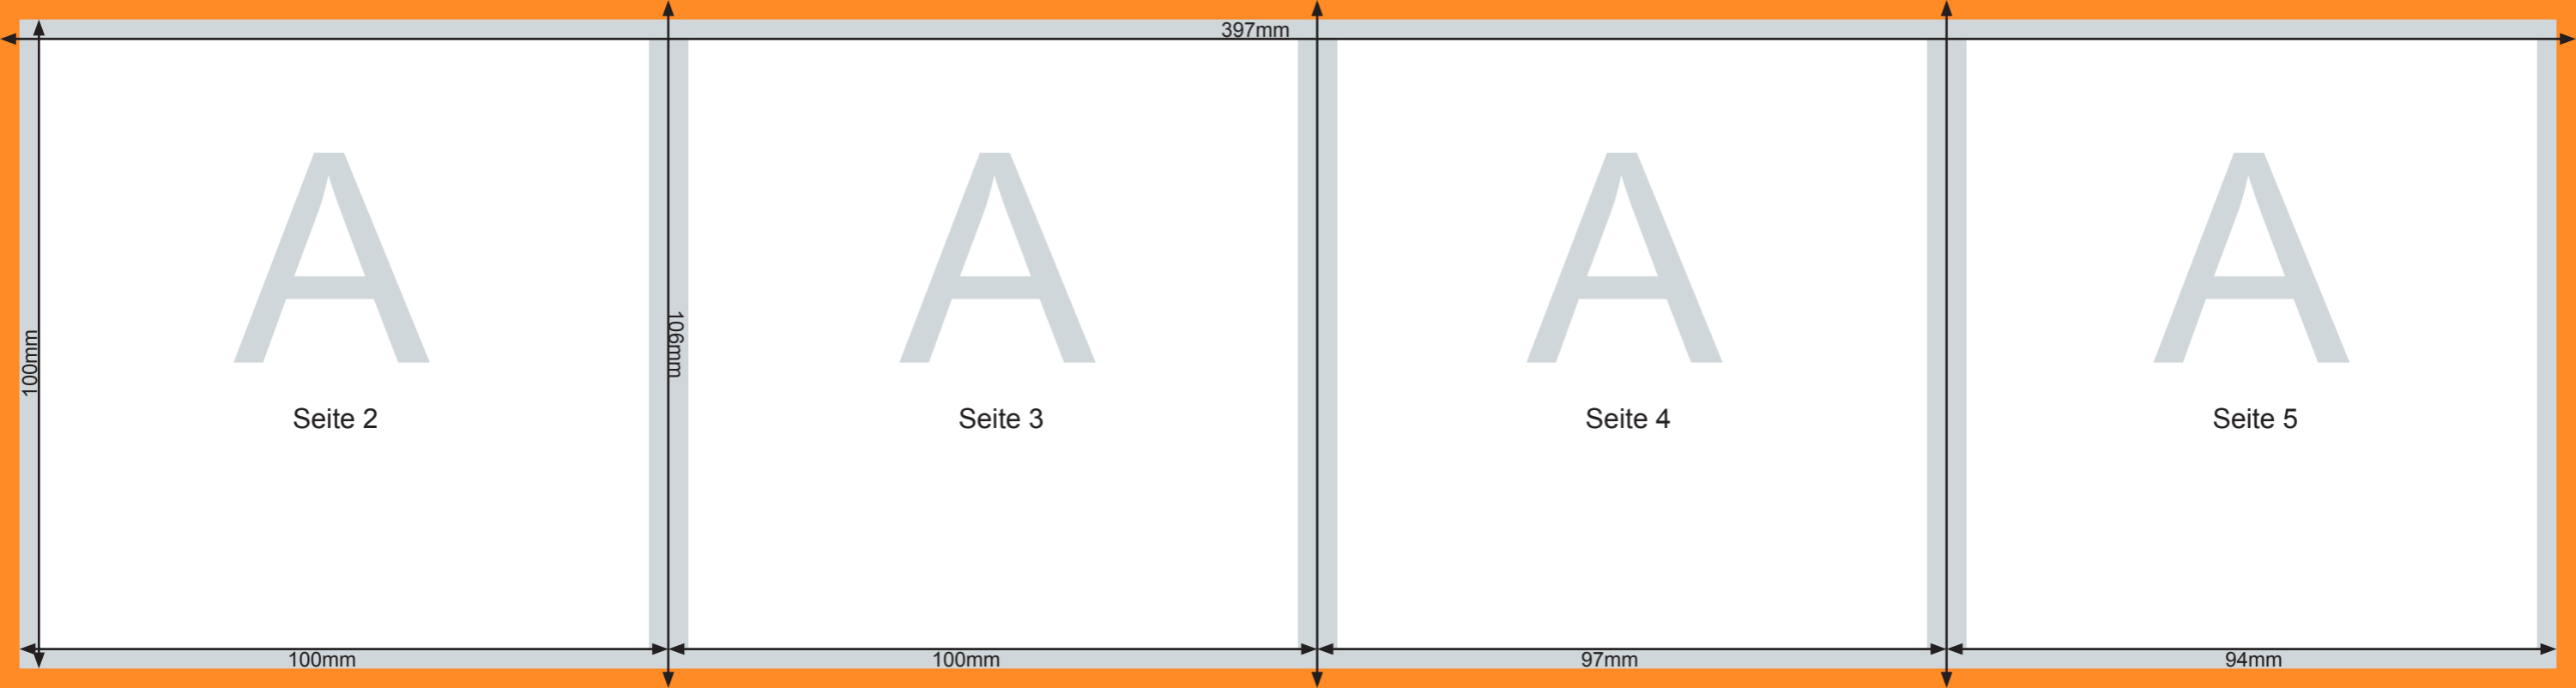 397mm
A
A
A
A
100mm
106mm
Seite 2
Seite 3
Seite 4
Seite 5
100mm
100mm
97mm
94mm